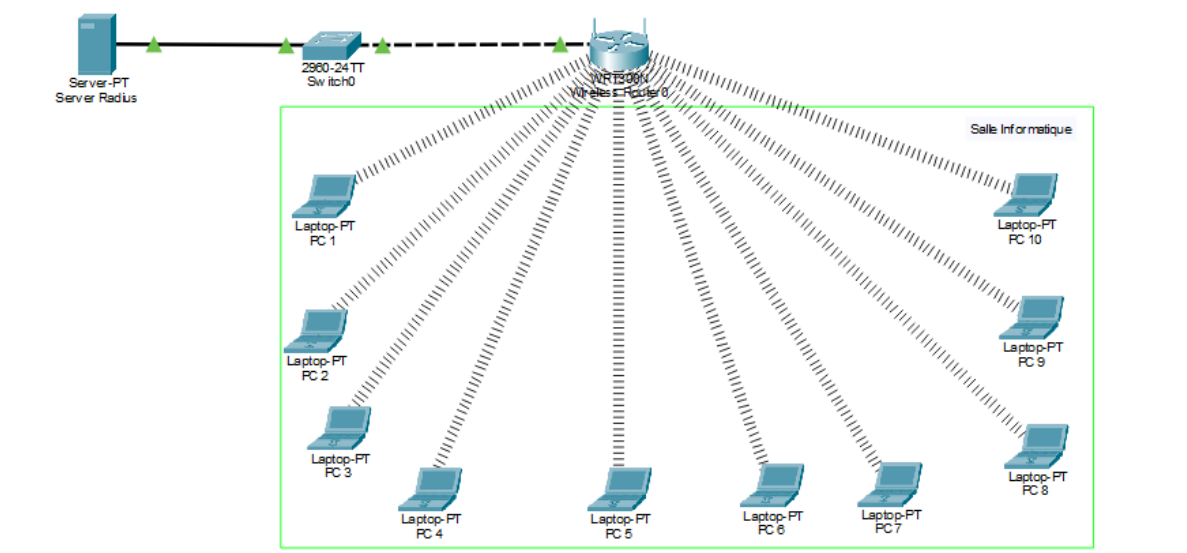 Server-PT
Server Radius
2960-24TT
Switch0
WRT300N
Wireless Router0
Salle Informatique
Laptop-PT
PC 1
Laptop-PT
PC 10
Laptop-PT
PC 2
Laptop-PT
PC 9
Laptop-PT
PC 3
Laptop-PT
PC 8
Laptop-PT
PC 4
Laptop-PT
PC 5
Laptop-PT
PC 6
Laptop-PT
PC 7